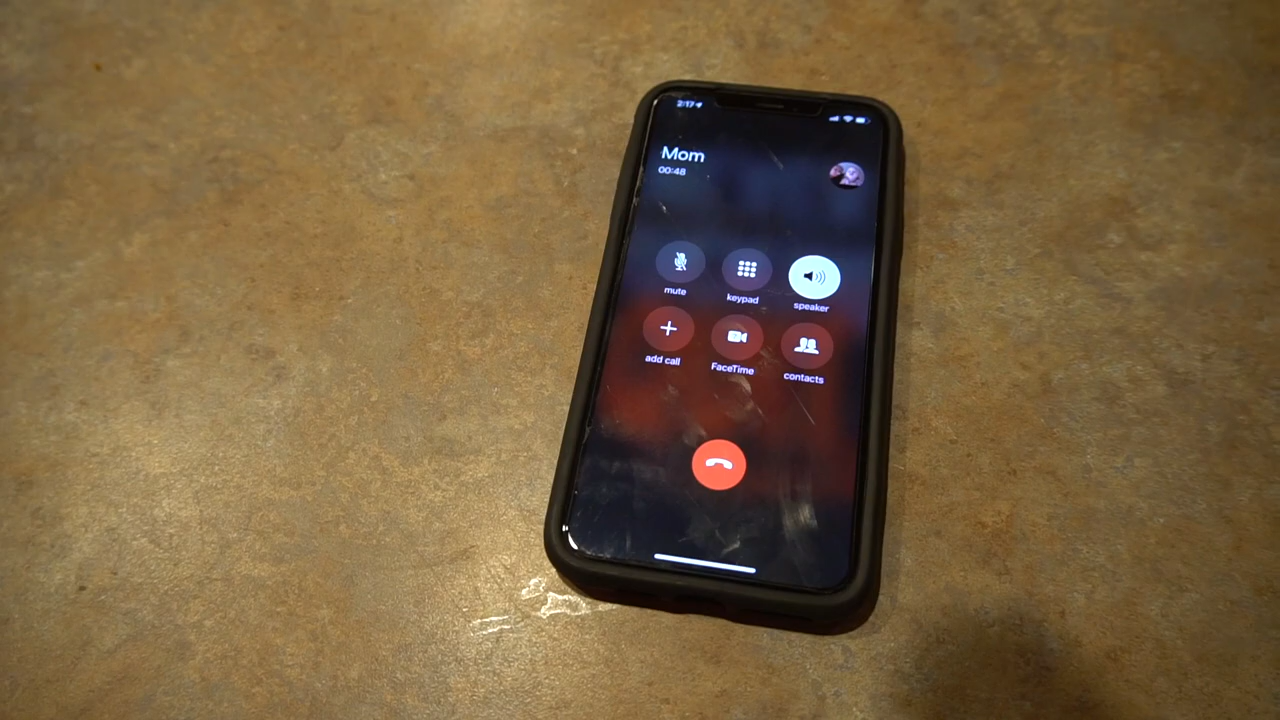 2:17
Mom
00:48
mute
keypad
speaker
add call
FaceTime
contacts